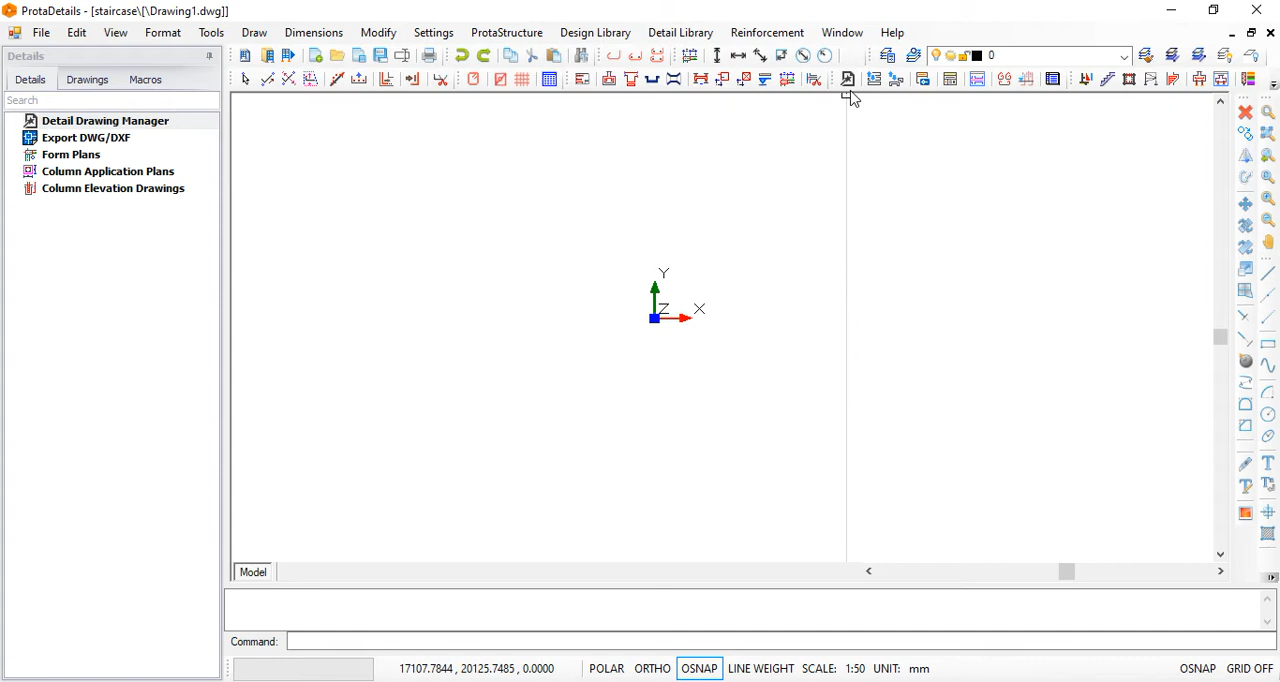 ProtaDetails - [staircase\[\Drawing1.dwg]]
File Edit View Format Tools Draw Dimensions Modify Settings ProtaStructure Design Library Detail Library Reinforcement Window Help
Details
0
Details Drawings Macros
Search
Detail Drawing Manager
Export DWG/DXF
Form Plans
Column Application Plans
Column Elevation Drawings
Y
Z X
Model
Command:
17107.7844 , 20125.7485, 0.0000 POLAR ORTHO OSNAP LINE WEIGHT SCALE: 1:50 UNIT: mm OSNAP GRID OFF